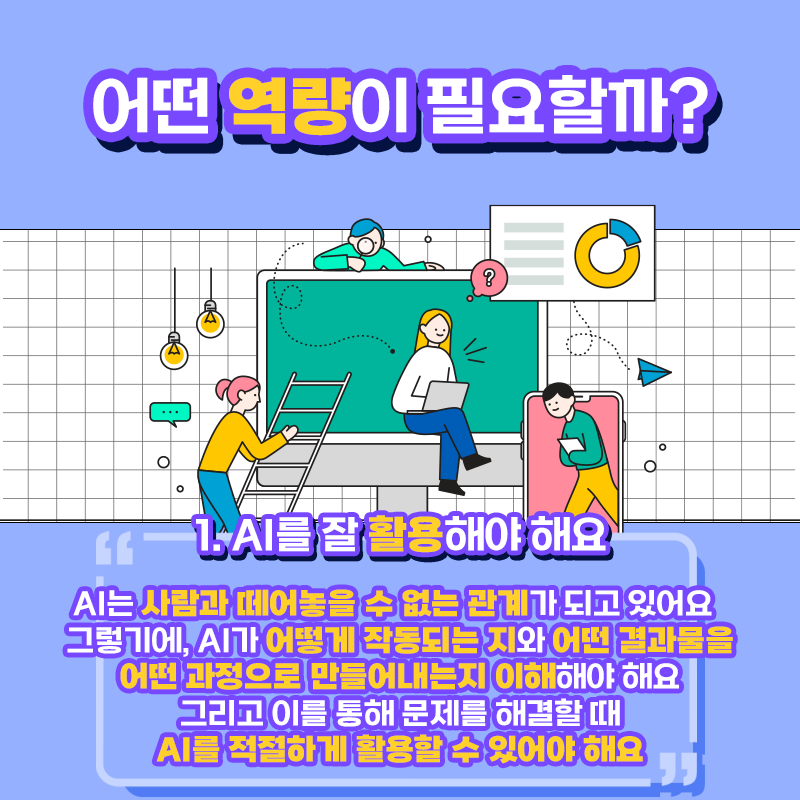 어떤 역량이 필요할까?
?
1. AI를 잘 활용해야 해요
AI는 사람과 떼어놓을 수 없는 관계가 되고 있어요
그렇기에, AI가 어떻게 작동되는 지와 어떤 결과물을
어떤 과정으로 만들어내는지 이해해야 해요
그리고 이를 통해 문제를 해결할 때
AI를 적절하게 활용할 수 있어야 해요